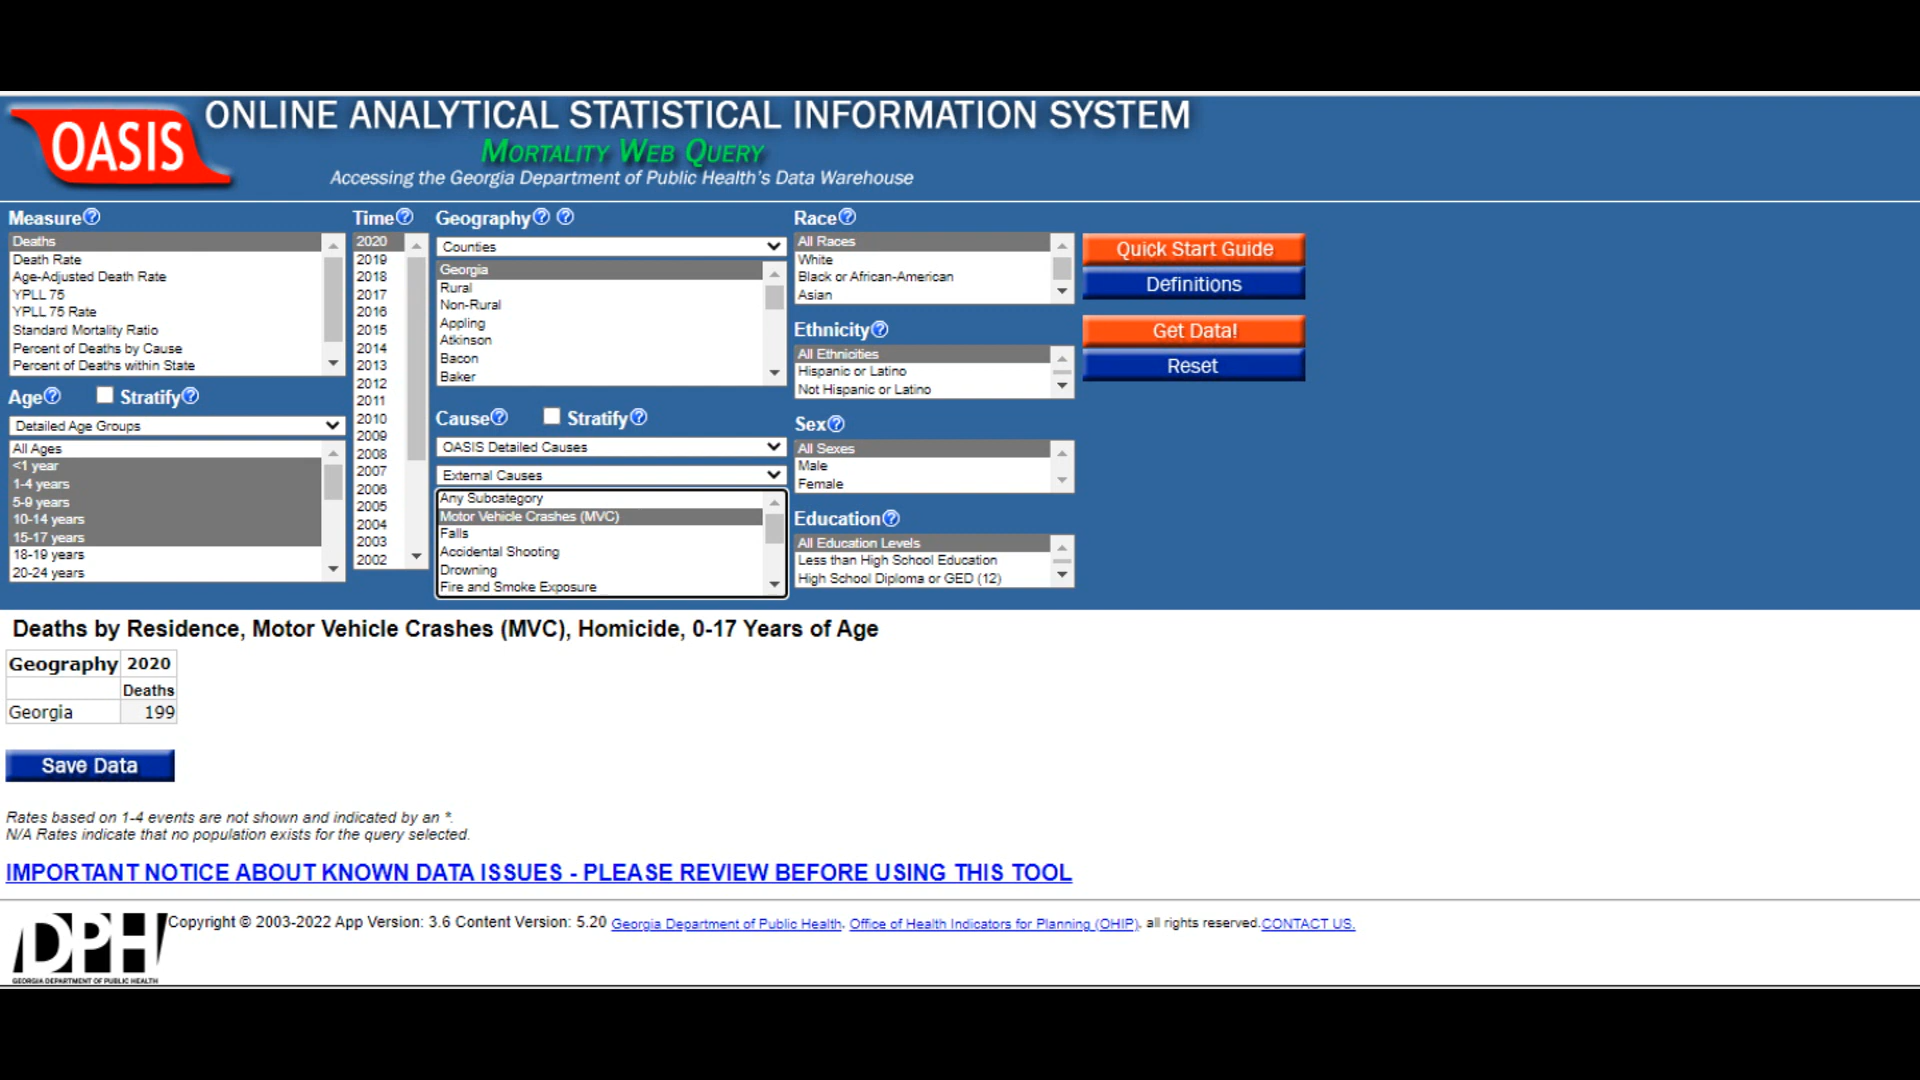 OASIS
ONLINE ANALYTICAL STATISTICAL INFORMATION SYSTEM
MORTALITY WEB QUERY
Accessing the Georgia Department of Public Health's Data Warehouse
Measure
Deaths
Death Rate
Age-Adjusted Death Rate
YPLL 75
YPLL 75 Rate
Standard Mortality Ratio
Percent of Deaths by Cause
Percent of Deaths within State
Age
Stratify
Detailed Age Groups
All Ages
<1 year
1-4 years
5-9 years
10-14 years
15-17 years
18-19 years
20-24 years
Time
2020
2019
2018
2017
2016
2015
2014
2013
2012
2011
2010
2009
2008
2007
2006
2005
2004
2003
2002
Geography
Counties
Georgia
Rural
Non-Rural
Appling
Atkinson
Bacon
Baker
Cause
Stratify
OASIS Detailed Causes
External Causes
Any Subcategory
Motor Vehicle Crashes (MVC)
Falls
Accidental Shooting
Drowning
Fire and Smoke Exposure
Race
All Races
White
Black or African-American
Asian
Ethnicity
All Ethnicities
Hispanic or Latino
Not Hispanic or Latino
Sex
All Sexes
Male
Female
Education
All Education Levels
Less than High School Education
High School Diploma or GED (12)
Quick Start Guide
Definitions
Get Data!
Reset
Deaths by Residence, Motor Vehicle Crashes (MVC), Homicide, 0-17 Years of Age
Geography 2020
Deaths
Georgia 199
Save Data
Rates based on 1-4 events are not shown and indicated by an *.
N/A Rates indicate that no population exists for the query selected.
IMPORTANT NOTICE ABOUT KNOWN DATA ISSUES - PLEASE REVIEW BEFORE USING THIS TOOL
DPH
GEORGIA DEPARTMENT OF PUBLIC HEALTH
Copyright © 2003-2022 App Version: 3.6 Content Version: 5.20 Georgia Department of Public Health, Office of Health Indicators for Planning (OHIP), all rights reserved.CONTACT US.